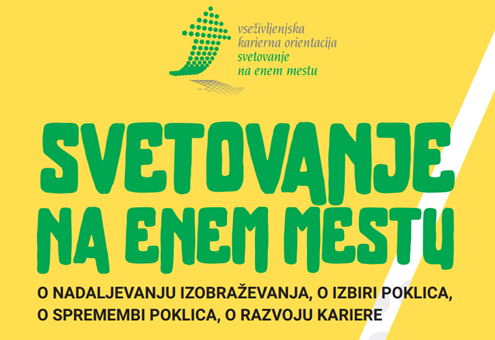 vseživljenjska
karierna orientacija
svetovanje
na enem mestu
SVETOVANJE
NA ENEM MESTU
O NADALJEVANJU IZOBRAŽEVANJA, O IZBIRI POKLICA,
O SPREMEMBI POKLICA, O RAZVOJU KARIERE